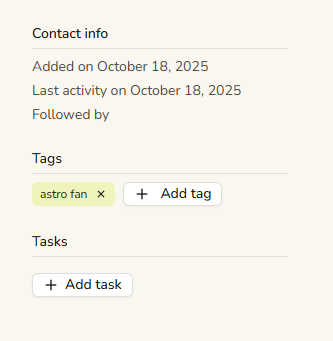 Contact info
Added on October 18, 2025
Last activity on October 18, 2025
Followed by
Tags
astro fan × + Add tag
Tasks
+ Add task